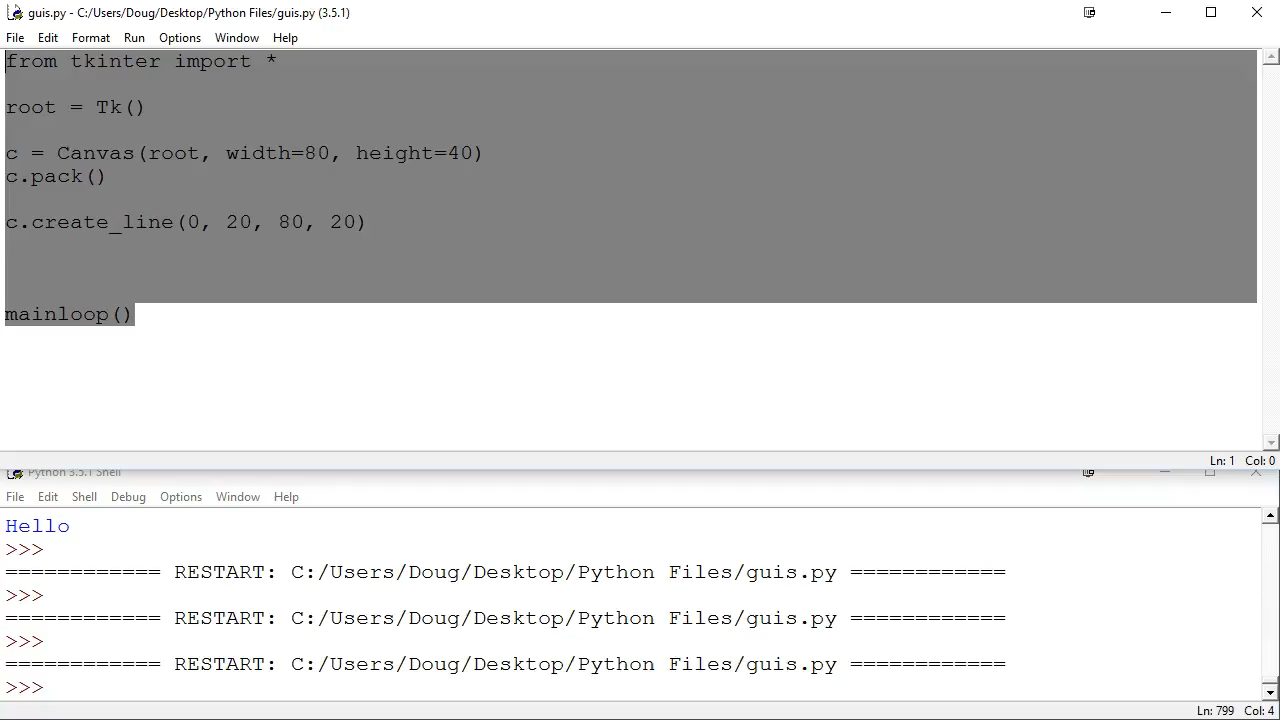 guis.py - C:/Users/Doug/Desktop/Python Files/guis.py (3.5.1)
File Edit Format Run Options Window Help
from tkinter import *
root = Tk()
c = Canvas(root, width=80, height=40)
c.pack()
c.create_line(0, 20, 80, 20)
mainloop()
Ln: 1 Col: 0
Python 3.5.1 Shell
File Edit Shell Debug Options Window Help
Hello
>>>
============ RESTART: C:/Users/Doug/Desktop/Python Files/guis.py ============
>>>
============ RESTART: C:/Users/Doug/Desktop/Python Files/guis.py ============
>>>
============ RESTART: C:/Users/Doug/Desktop/Python Files/guis.py ============
>>>
Ln: 799 Col: 4